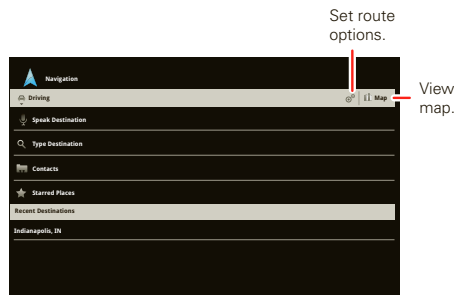 Set route
options.
Navigation
Driving
Map
View
map.
Speak Destination
Type Destination
Contacts
Starred Places
Recent Destinations
Indianapolis, IN